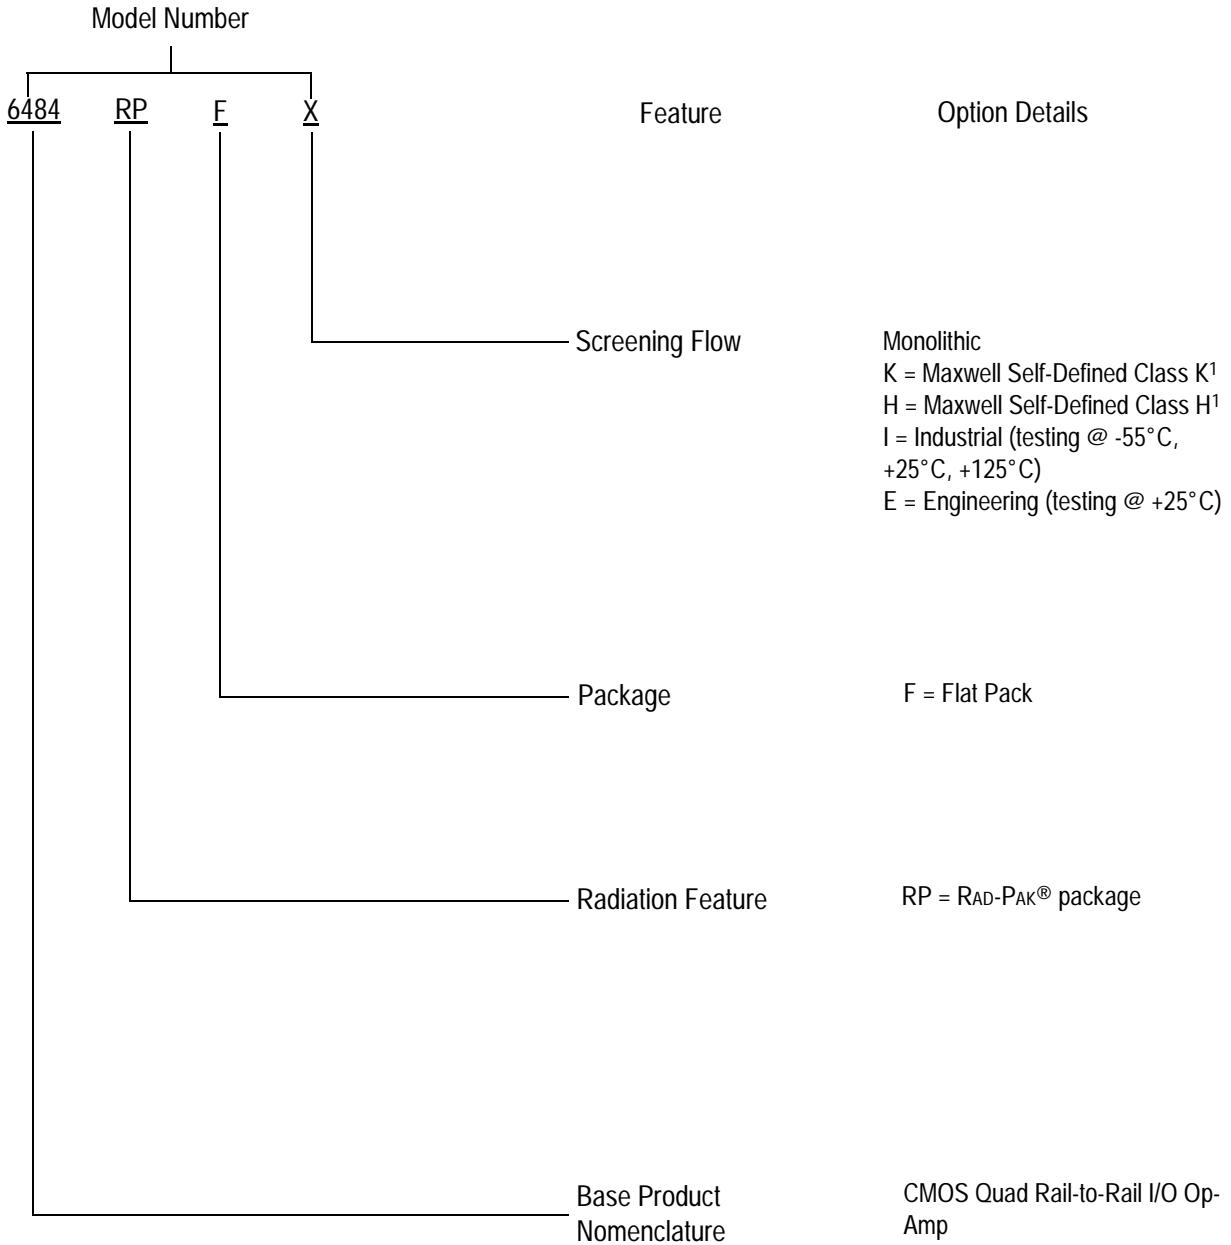 Model Number
6484 RP F X Feature Option Details
Screening Flow
Monolithic
K = Maxwell Self-Defined Class K1
H = Maxwell Self-Defined Class H1
I = Industrial (testing @ -55°C,
+25°C, +125°C)
E = Engineering (testing @ +25°C)
Package F = Flat Pack
Radiation Feature RP = RAD-PAK® package
Base Product
Nomenclature
CMOS Quad Rail-to-Rail I/O Op-
Amp